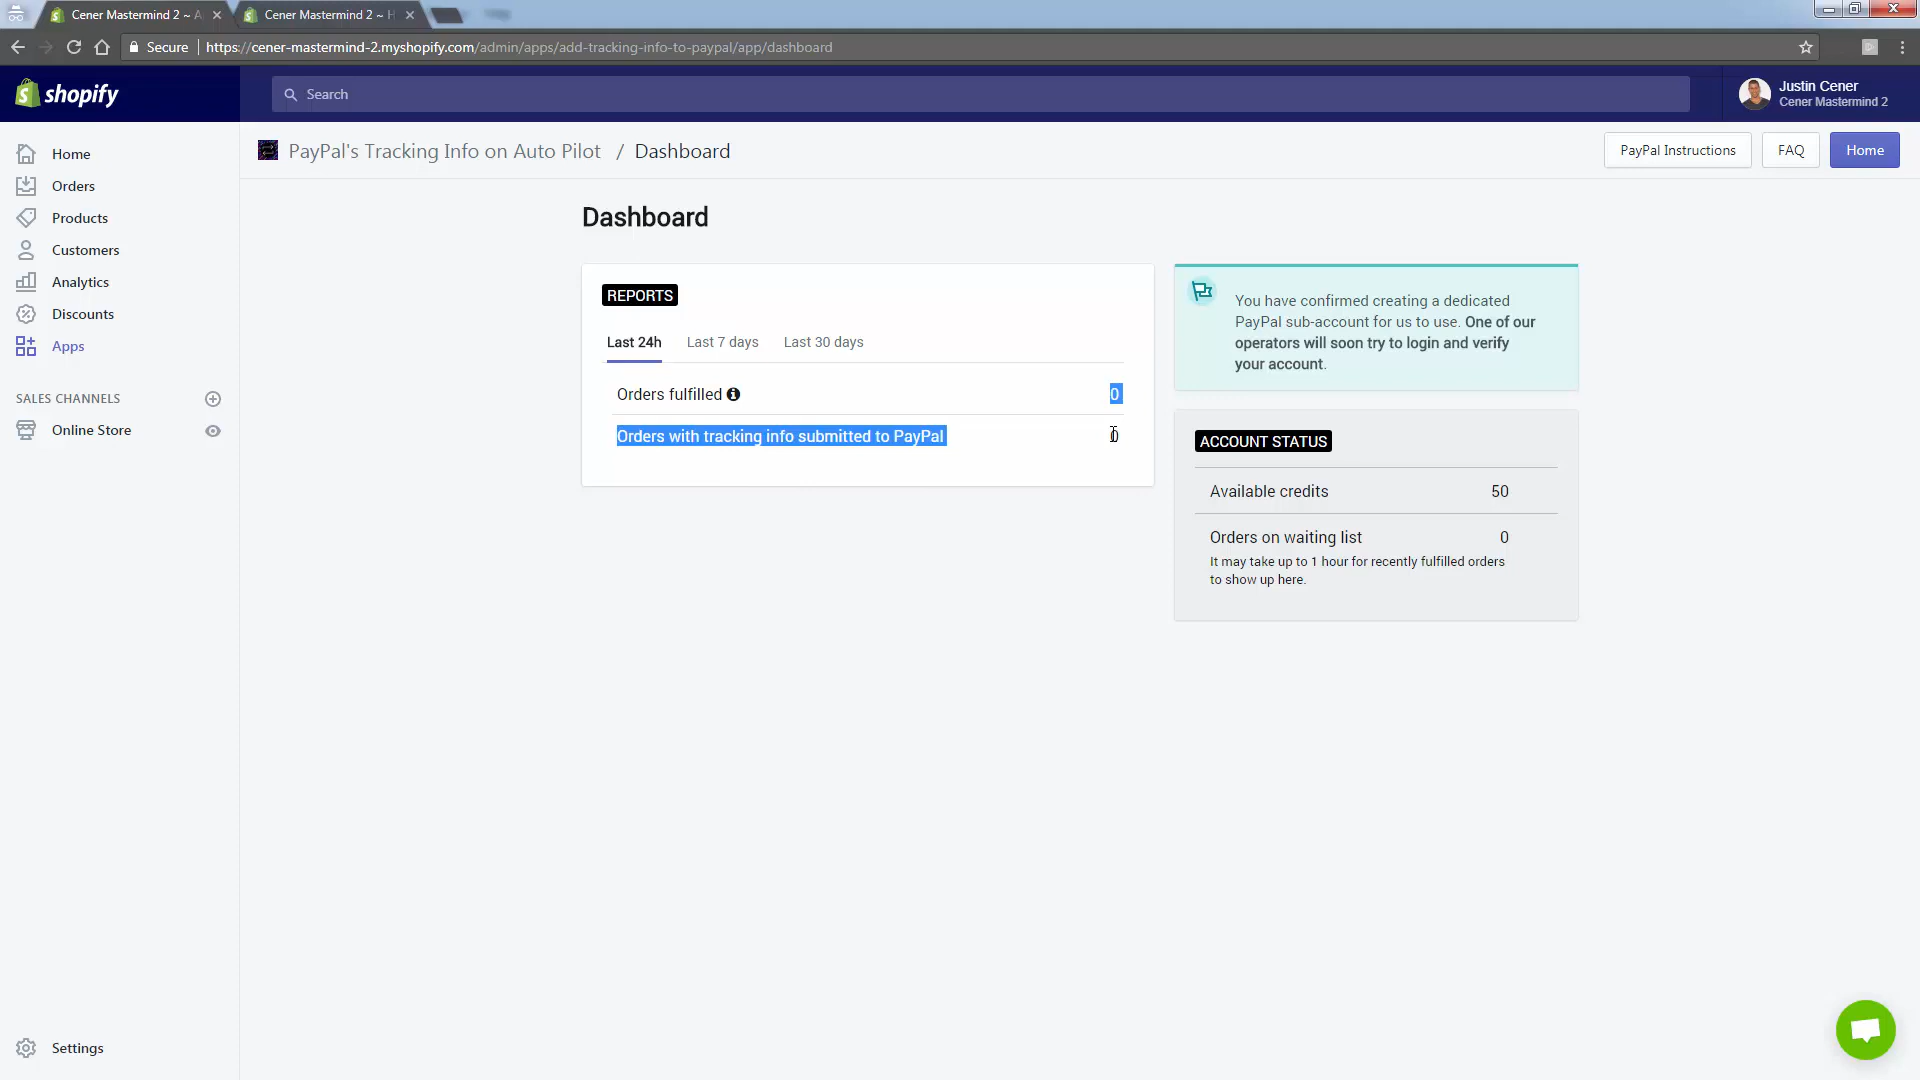 Cener Mastermind 2 ~ A
Cener Mastermind 2 ~ H
Secure
https://cener-mastermind-2.myshopify.com/admin/apps/add-tracking-info-to-paypal/app/dashboard
shopify
Search
Justin Cener
Cener Mastermind 2
Home
Orders
Products
Customers
Analytics
Discounts
Apps
SALES CHANNELS
Online Store
Settings
PayPal's Tracking Info on Auto Pilot / Dashboard
PayPal Instructions
FAQ
Home
Dashboard
REPORTS
Last 24h Last 7 days Last 30 days
Orders fulfilled 0
Orders with tracking info submitted to PayPal 0
You have confirmed creating a dedicated
PayPal sub-account for us to use. One of our
operators will soon try to login and verify
your account.
ACCOUNT STATUS
Available credits 50
Orders on waiting list 0
It may take up to 1 hour for recently fulfilled orders
to show up here.